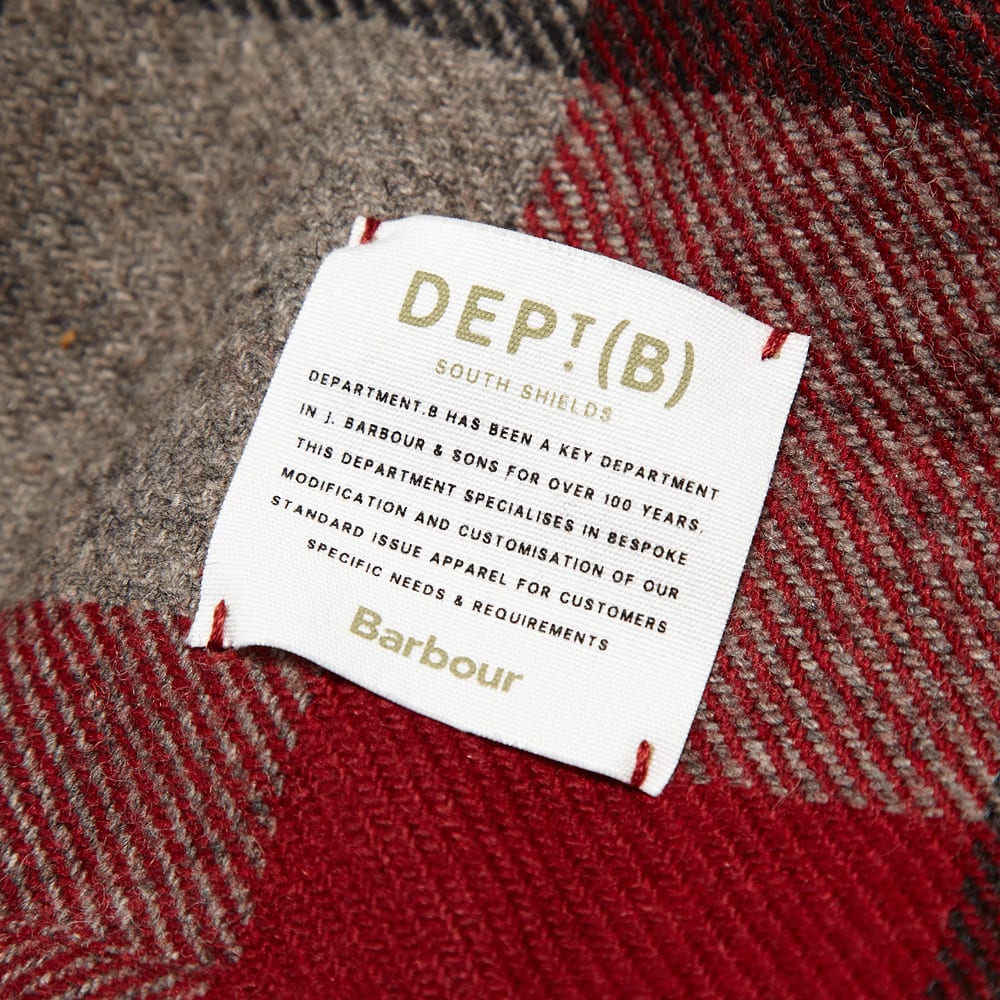 DEPT.(B)
SOUTH SHIELDS
DEPARTMENT.B HAS BEEN A KEY DEPARTMENT
IN J. BARBOUR & SONS FOR OVER 100 YEARS.
THIS DEPARTMENT SPECIALISES IN BESPOKE
MODIFICATION AND CUSTOMISATION OF OUR
STANDARD ISSUE APPAREL FOR CUSTOMERS
SPECIFIC NEEDS & REQUIREMENTS
Barbour